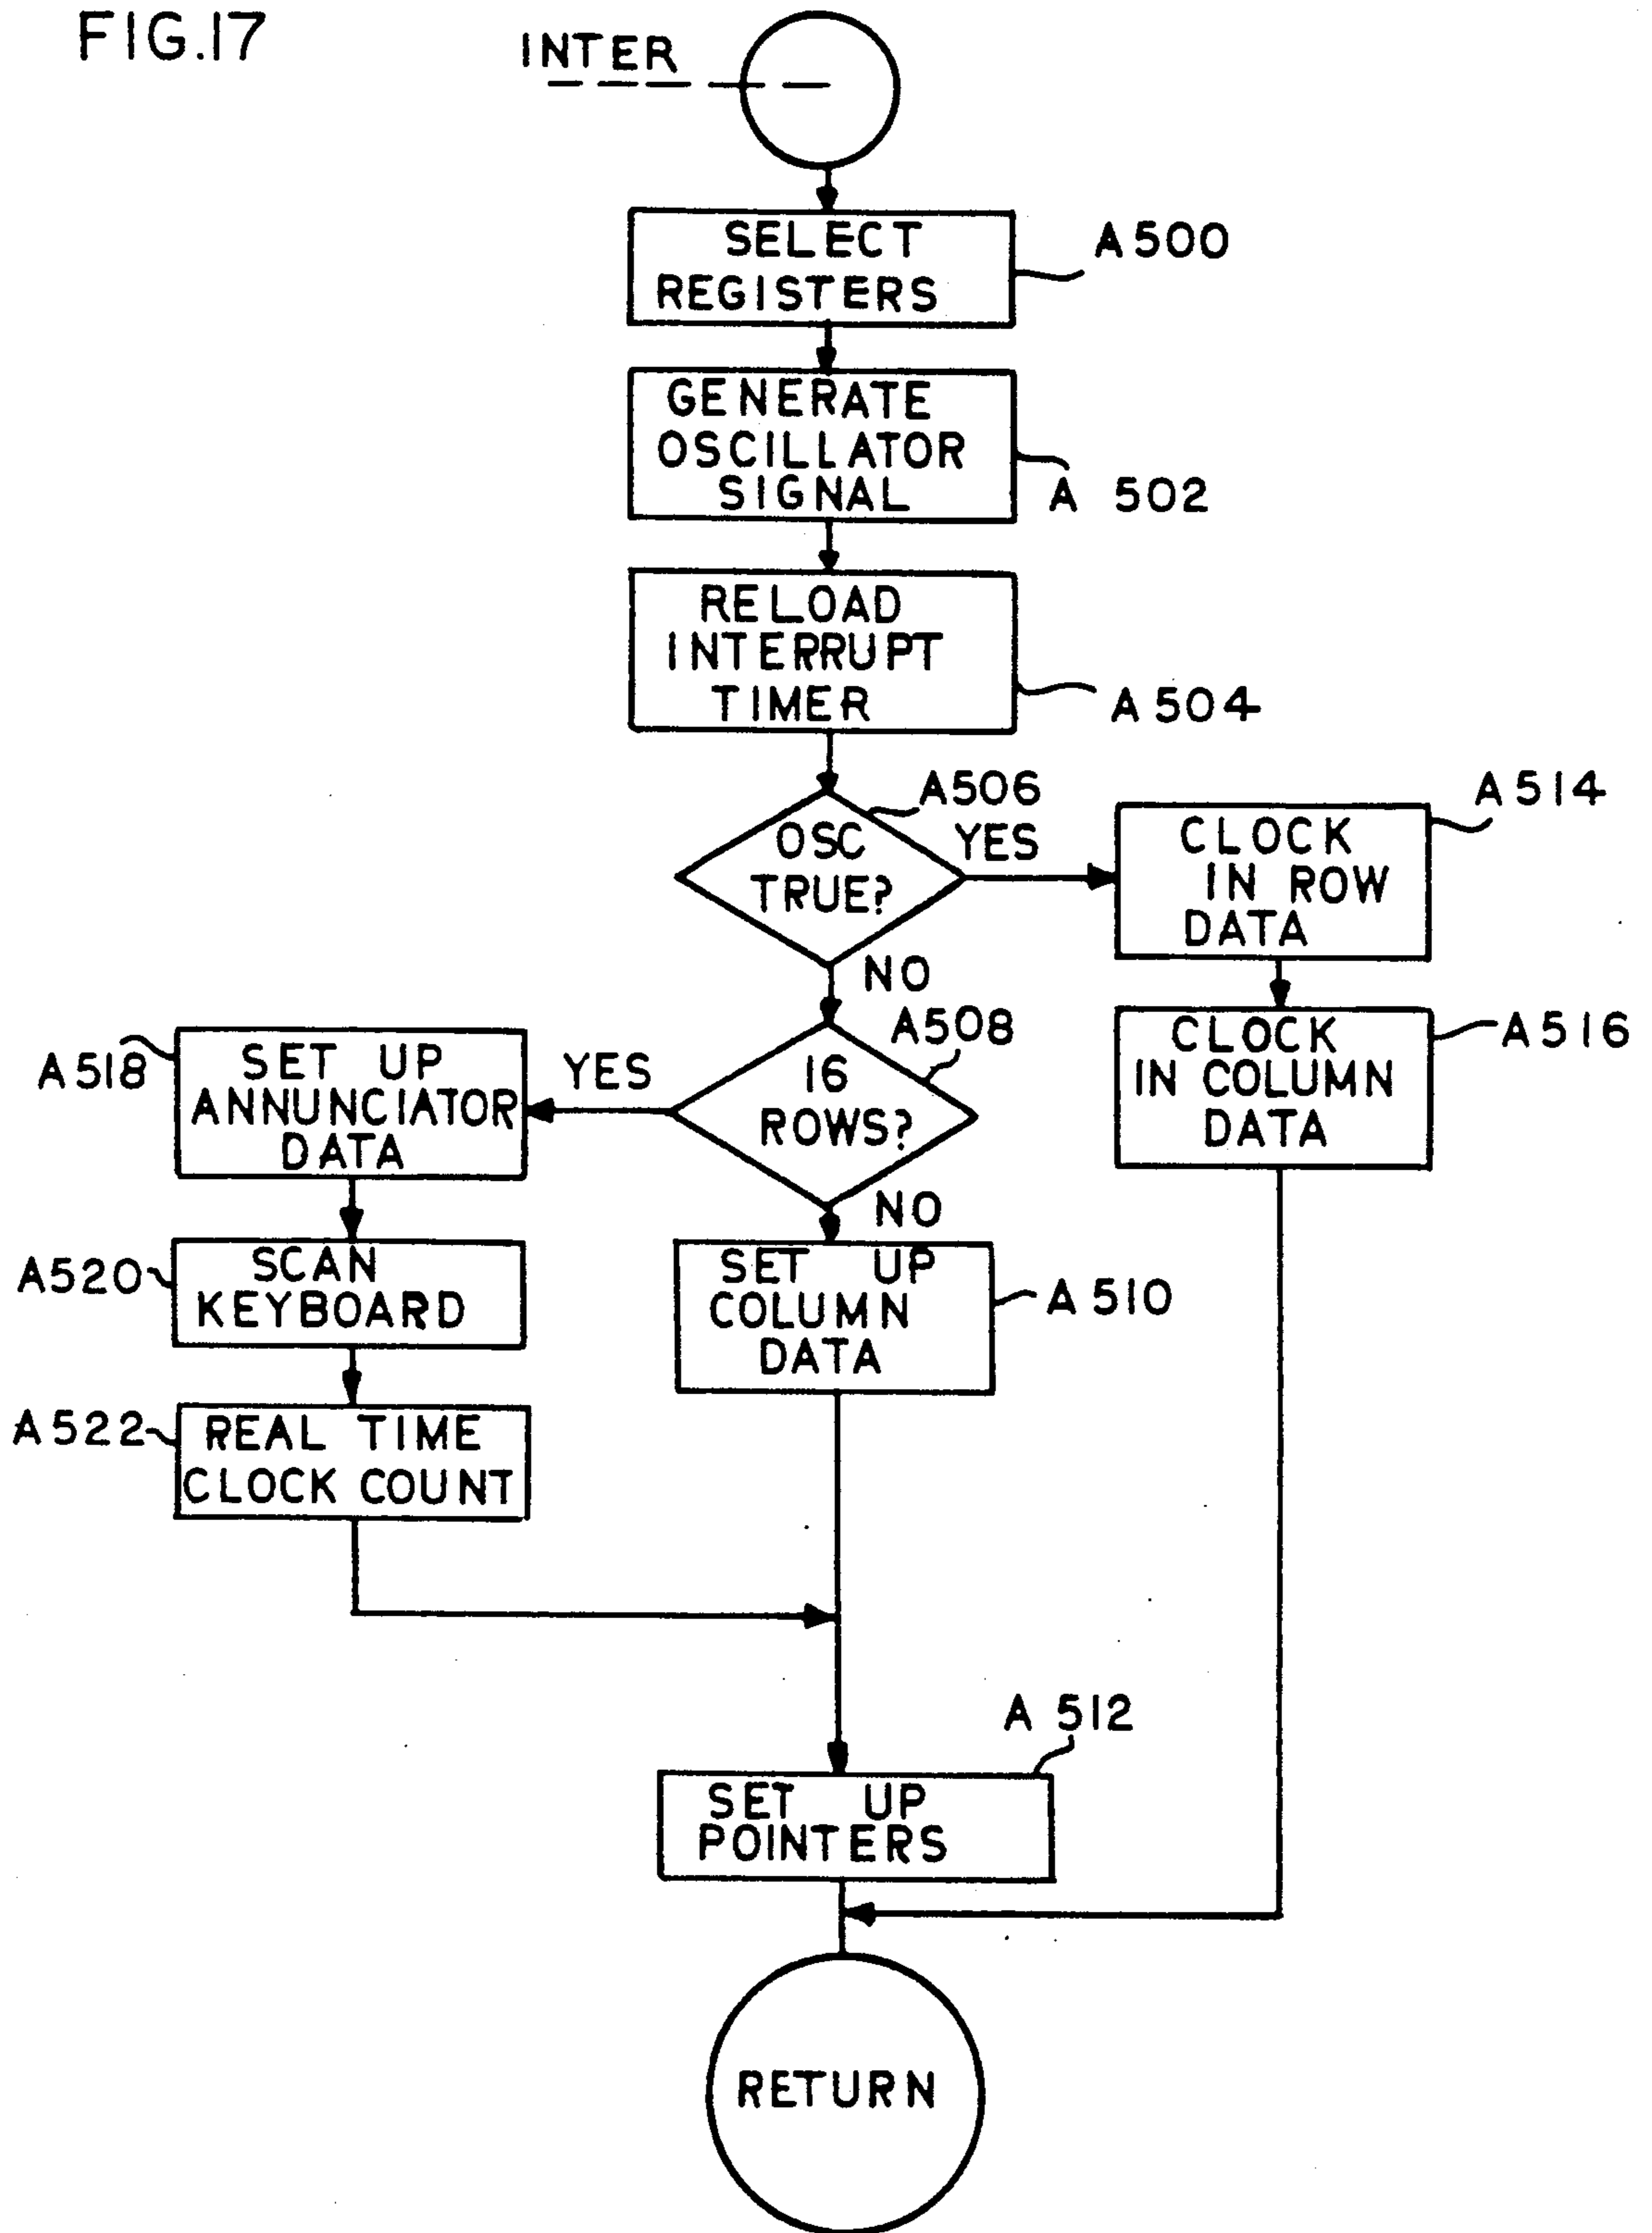 FIG.17
INTER
SELECT
REGISTERS
A500
GENERATE
OSCILLATOR
SIGNAL
A 502
RELOAD
INTERRUPT
TIMER
A504
A506
OSC
TRUE?
YES
NO
A514
CLOCK
IN ROW
DATA
A508
16
ROWS?
YES
NO
A516
CLOCK
IN COLUMN
DATA
A518
SET UP
ANNUNCIATOR
DATA
A520
SCAN
KEYBOARD
SET UP
COLUMN
DATA
A510
A522
REAL TIME
CLOCK COUNT
A 512
SET UP
POINTERS
RETURN